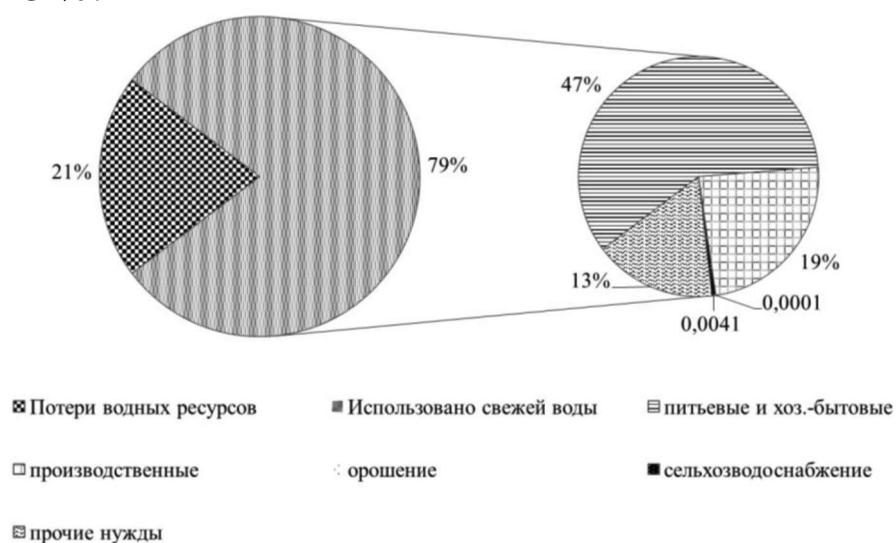 47%
21%
79%
19%
13%
0,0001
0,0041
Потери водных ресурсов
Использовано свежей воды
питьевые и хоз.-бытовые
производственные
орошение
сельхозводоснабжение
прочие нужды